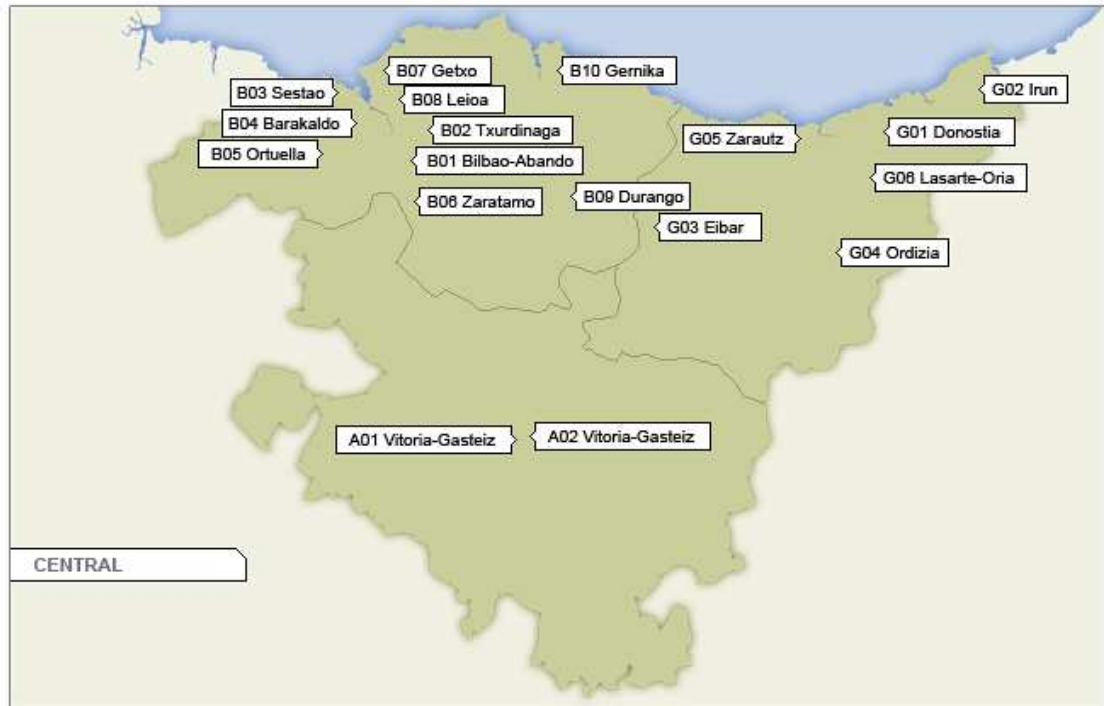 B07 Getxo
B10 Gernika
B03 Sestao
B08 Leioa
G02 Irun
B04 Barakaldo
B02 Txurdinaga
G05 Zarautz
G01 Donostia
B05 Ortuella
B01 Bilbao-Abando
G06 Lasarte-Oria
B06 Zaratamo
B09 Durango
G03 Eibar
G04 Ordizia
A01 Vitoria-Gasteiz
A02 Vitoria-Gasteiz
CENTRAL